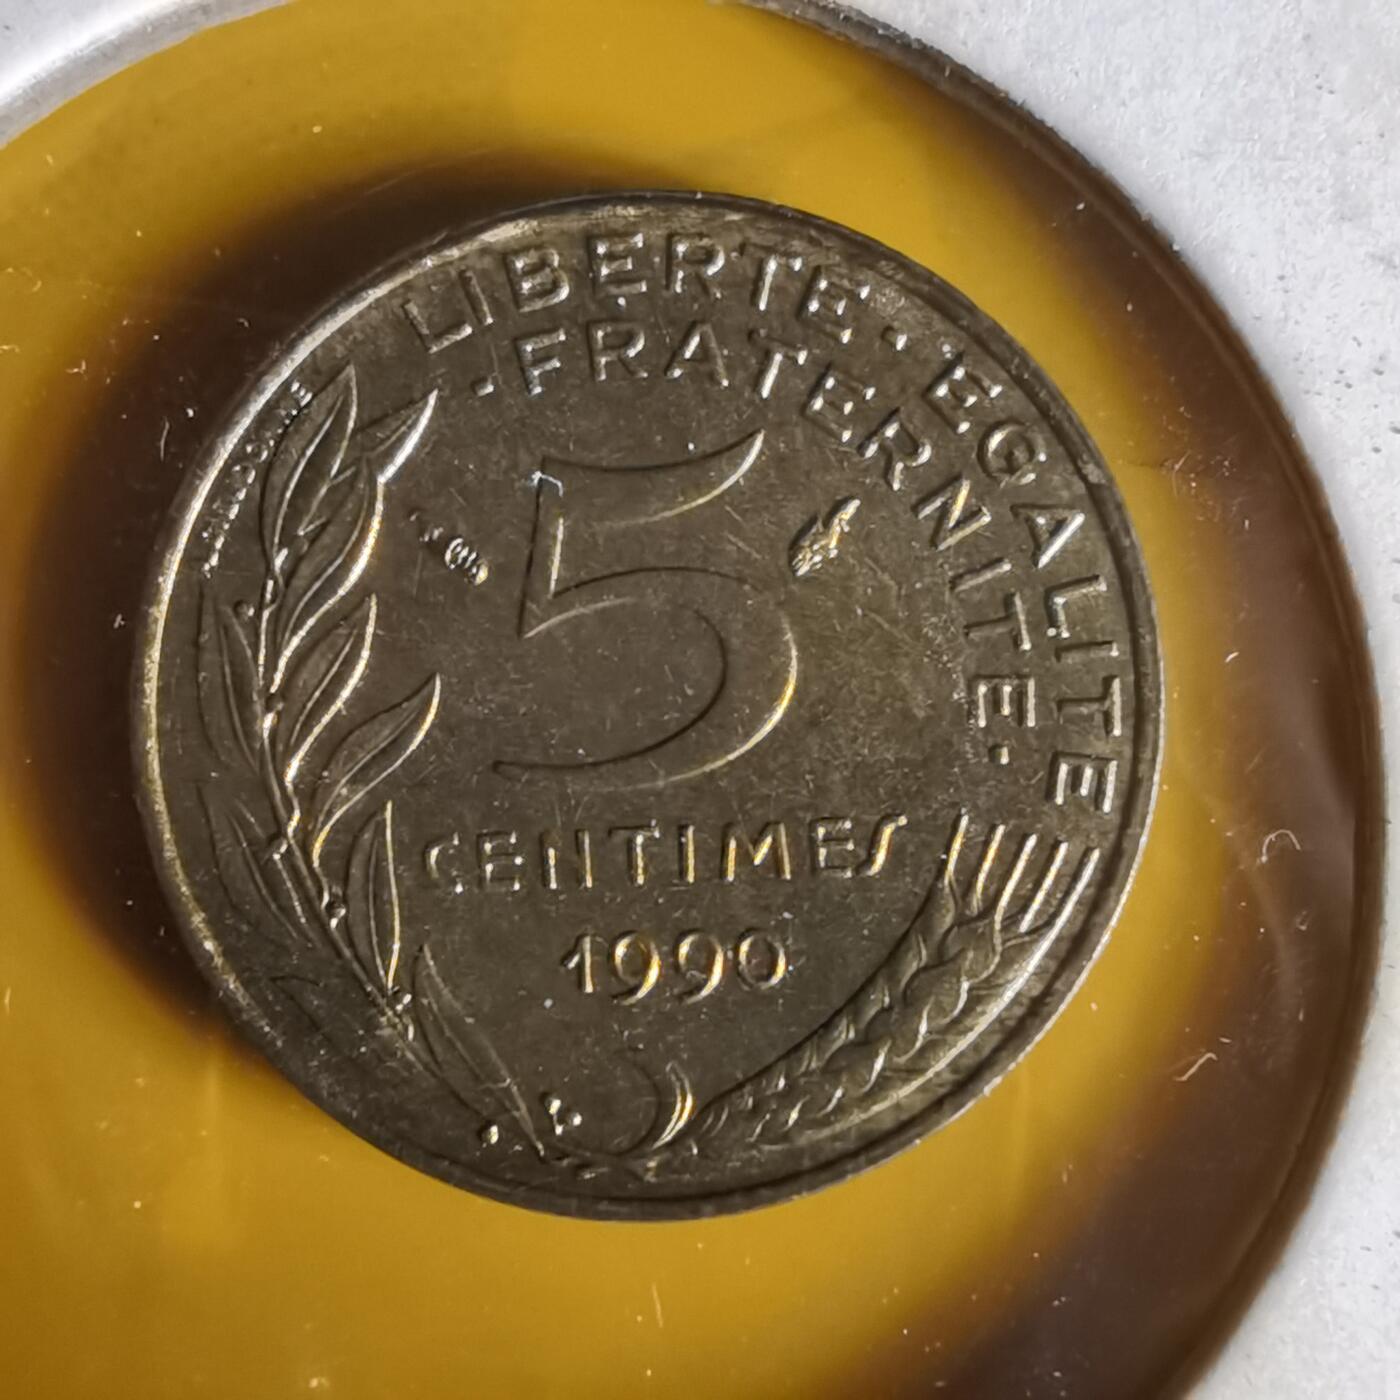 LIBERTE · EGALITE
· FRATERNITE ·
5
CENTIMES
1990